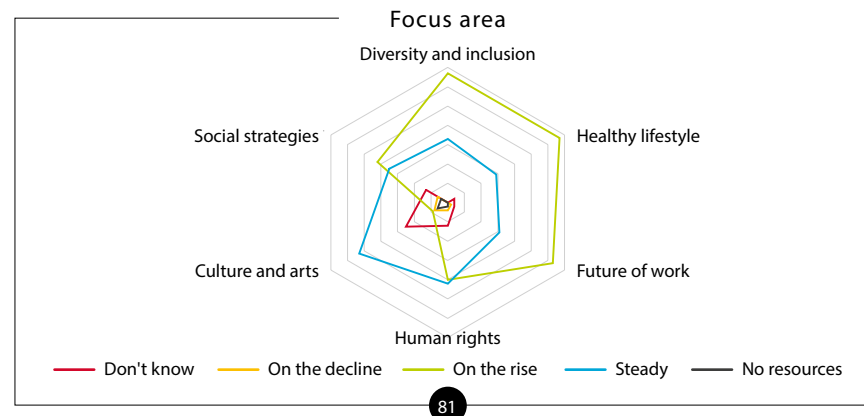 Focus area
Diversity and inclusion
Social strategies
Healthy lifestyle
Culture and arts
Future of work
Human rights
Don't know
On the decline
On the rise
Steady
No resources
81